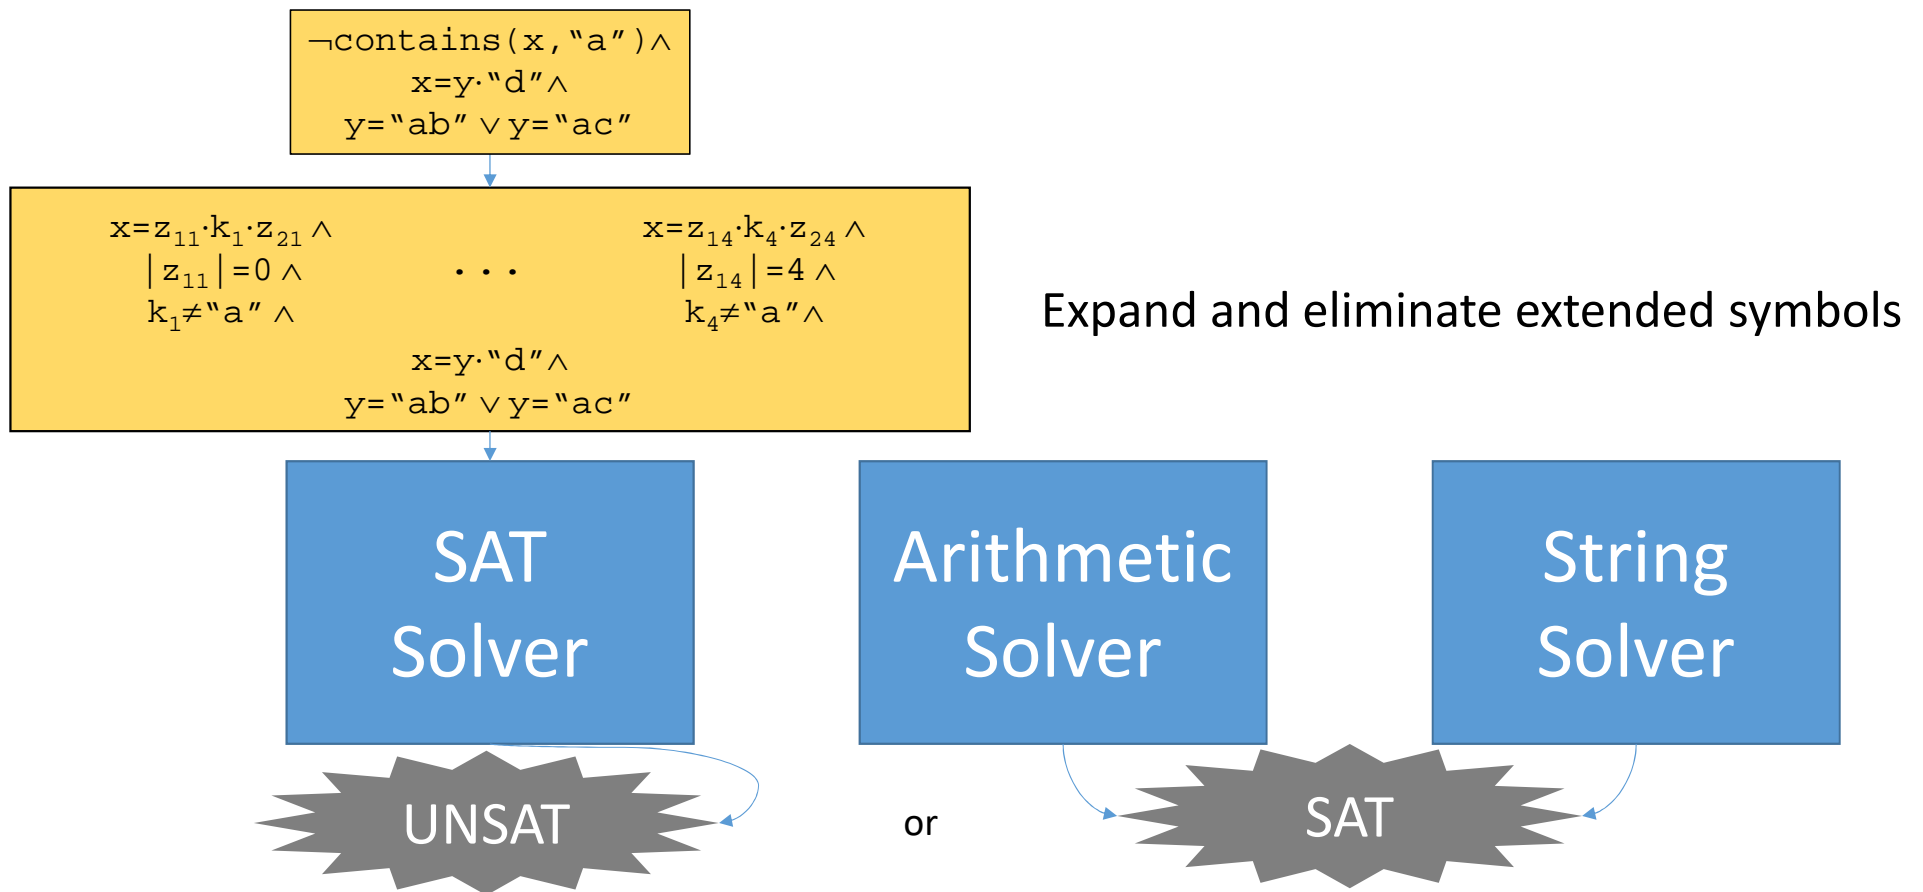 ¬contains(x,“a”)∧
x=y·“d”∧
y=“ab” ∨ y=“ac”
x=z₁₁·k₁·z₂₁ ∧
|z₁₁|=0 ∧
k₁≠“a” ∧
...
x=z₁₄·k₄·z₂₄ ∧
|z₁₄|=4 ∧
k₄≠“a”∧
x=y·“d”∧
y=“ab” ∨ y=“ac”
Expand and eliminate extended symbols
SAT
Solver
Arithmetic
Solver
String
Solver
UNSAT
or
SAT